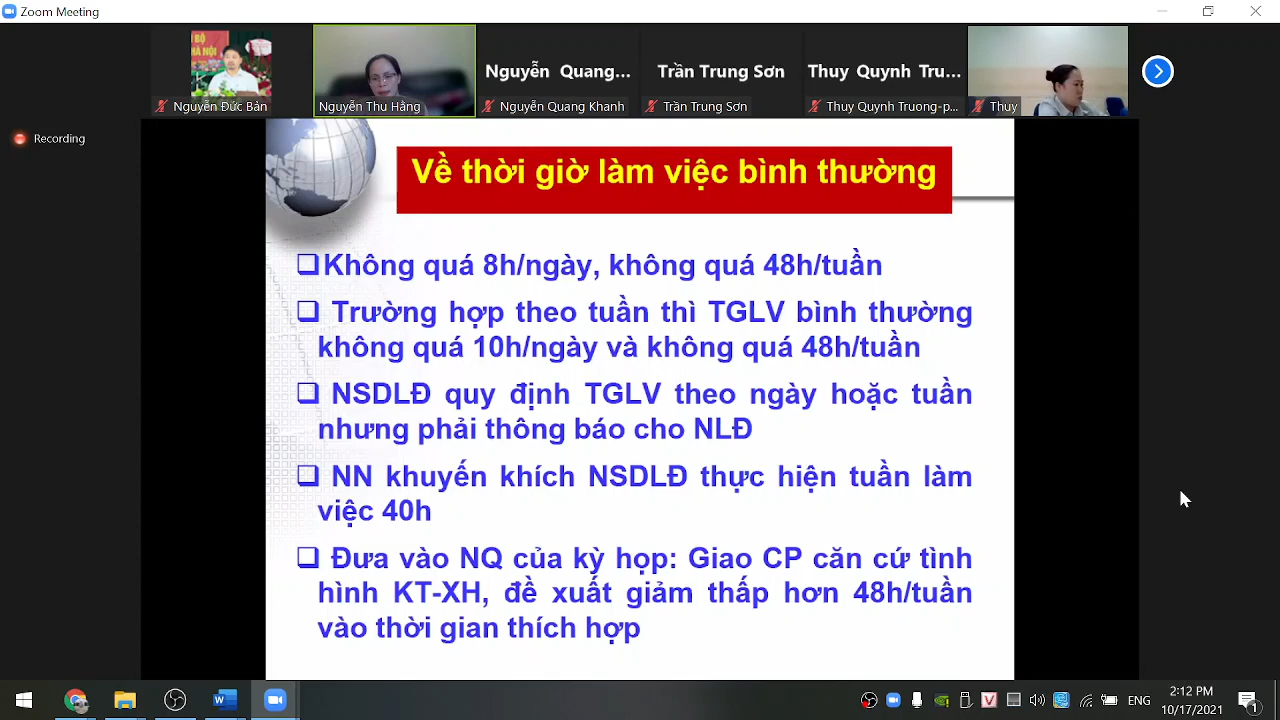 Zoom Meeting
BỘ
HÀ NỘI
Nguyễn Quang...
Trần Trung Sơn
Thuy Quynh Tru...
Nguyễn Đức Bản
Nguyễn Thu Hằng
Nguyễn Quang Khanh
Trần Trung Sơn
Thuy Quynh Truong-p...
Thuy
Recording
Về thời giờ làm việc bình thường
Không quá 8h/ngày, không quá 48h/tuần
Trường hợp theo tuần thì TGLV bình thường
không quá 10h/ngày và không quá 48h/tuần
NSDLĐ quy định TGLV theo ngày hoặc tuần
nhưng phải thông báo cho NLĐ
NN khuyến khích NSDLĐ thực hiện tuần làm
việc 40h
Đưa vào NQ của kỳ họp: Giao CP căn cứ tình
hình KT-XH, đề xuất giảm thấp hơn 48h/tuần
vào thời gian thích hợp
ENG
2:12 PM
10/17/2021